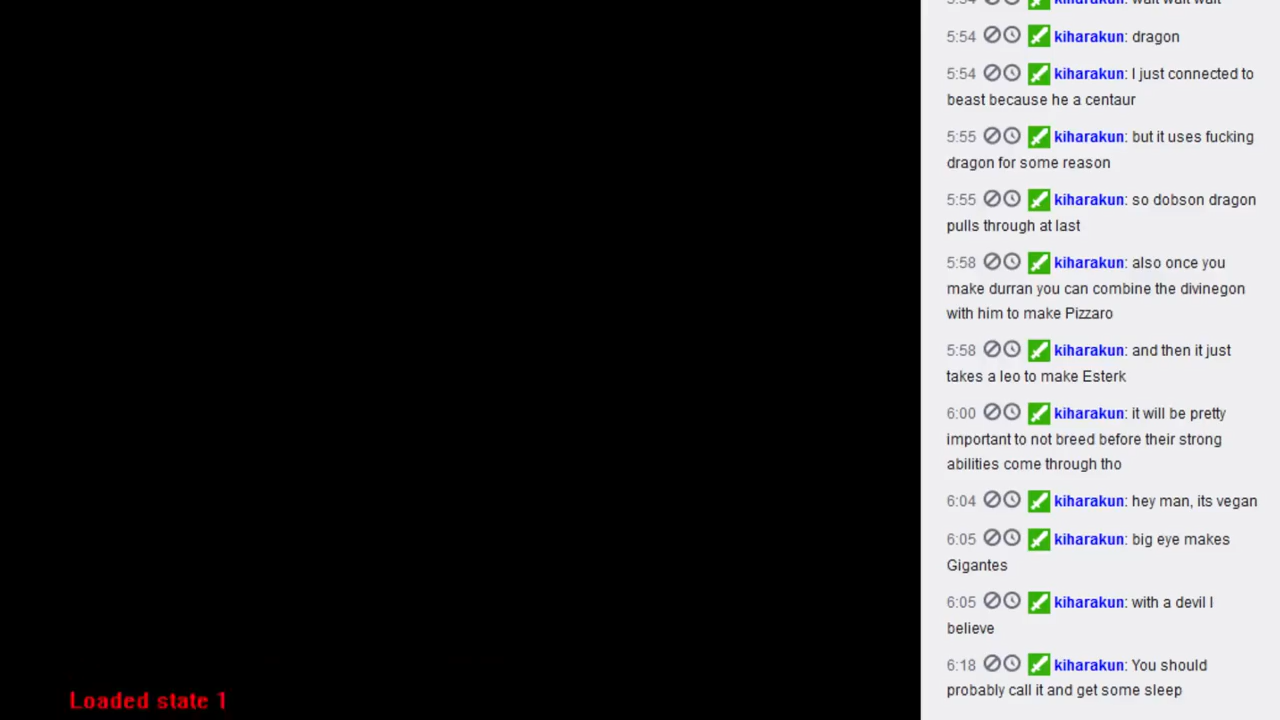 5:54 kiharakun: wait wait wait
5:54 kiharakun: dragon
5:54 kiharakun: I just connected to
beast because he a centaur
5:55 kiharakun: but it uses fucking
dragon for some reason
5:55 kiharakun: so dobson dragon
pulls through at last
5:58 kiharakun: also once you
make durran you can combine the divinegon
with him to make Pizzaro
5:58 kiharakun: and then it just
takes a leo to make Esterk
6:00 kiharakun: it will be pretty
important to not breed before their strong
abilities come through tho
6:04 kiharakun: hey man, its vegan
6:05 kiharakun: big eye makes
Gigantes
6:05 kiharakun: with a devil I
believe
6:18 kiharakun: You should
probably call it and get some sleep
Loaded state 1